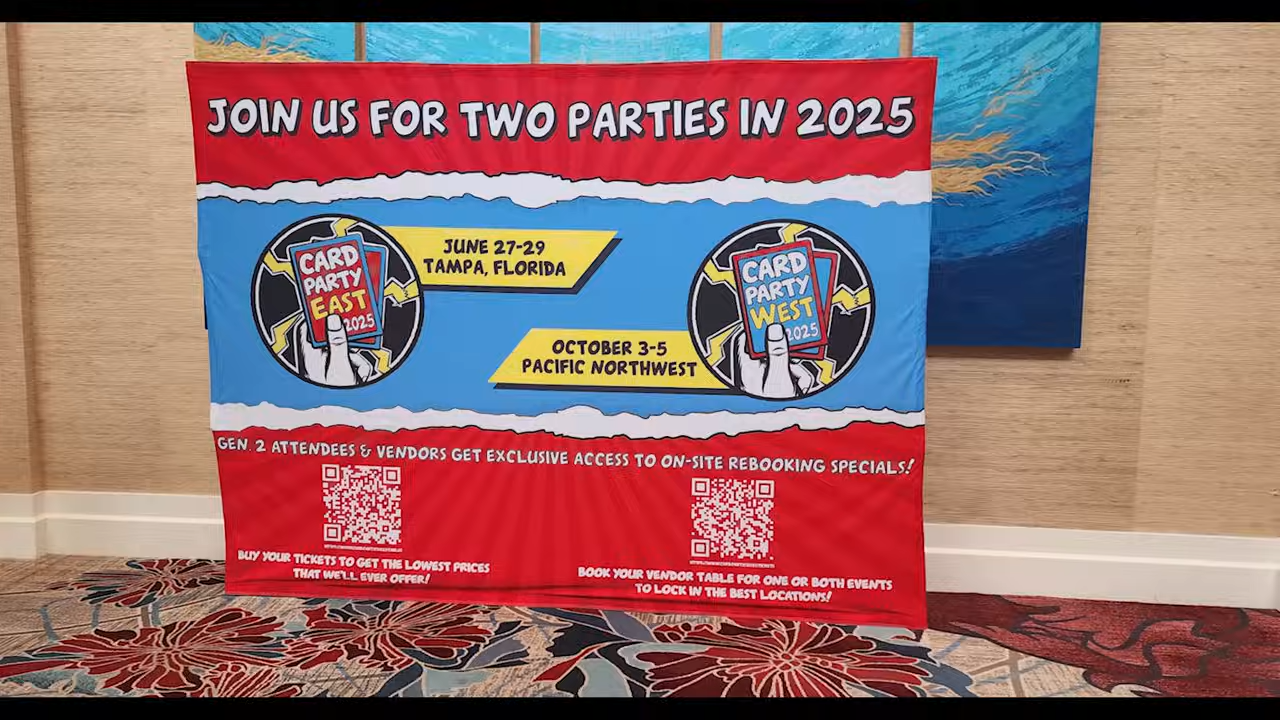 JOIN US FOR TWO PARTIES IN 2025
CARD
PARTY
EAST
2025
JUNE 27-29
TAMPA, FLORIDA
CARD
PARTY
WEST
2025
OCTOBER 3-5
PACIFIC NORTHWEST
GEN. 2 ATTENDEES & VENDORS GET EXCLUSIVE ACCESS TO ON-SITE REBOOKING SPECIALS!
BUY YOUR TICKETS TO GET THE LOWEST PRICES
THAT WE'LL EVER OFFER!
BOOK YOUR VENDOR TABLE FOR ONE OR BOTH EVENTS
TO LOCK IN THE BEST LOCATIONS!